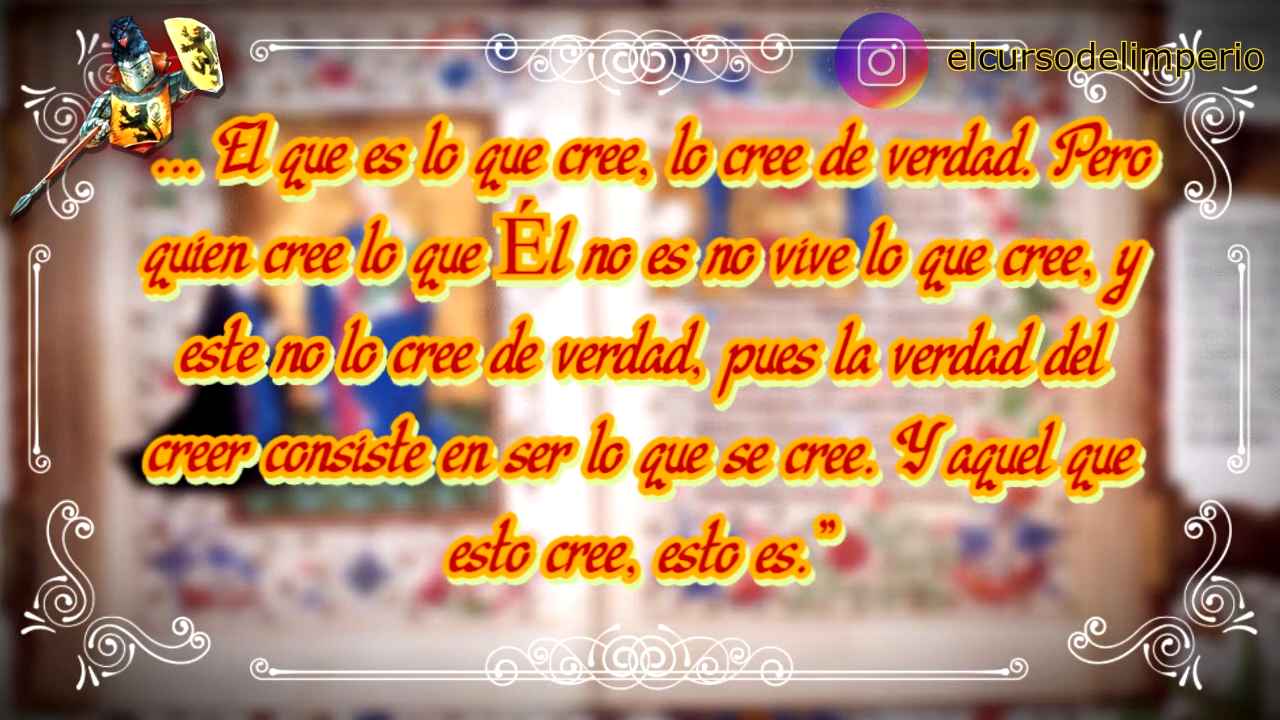 elcursodelimperio
... El que es lo que cree, lo cree de verdad. Pero
quien cree lo que Él no es no vive lo que cree, y
este no lo cree de verdad, pues la verdad del
creer consiste en ser lo que se cree. Y aquel que
esto cree, esto es.”